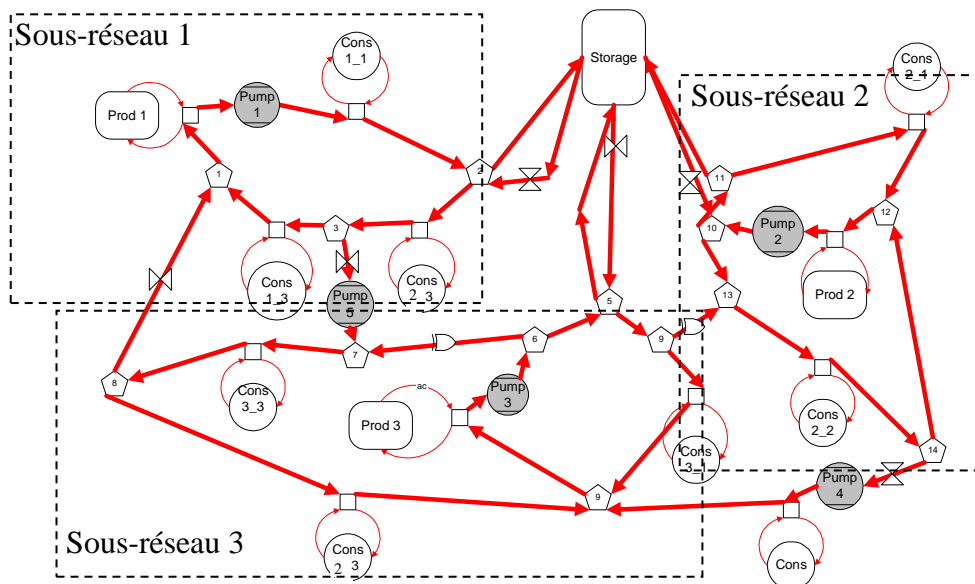 Sous-réseau 1
Cons
1_1
Storage
Cons
2_1
Sous-réseau 2
Prod 1
Pump
1
1
2
11
3
10
Pump
2
12
Cons
1_3
Cons
2_3
Prod 2
Pump
5
5
13
6
9
7
8
Cons
3_3
ac
Pump
3
Prod 3
Cons
2_2
Cons
3_1
14
Pump
4
9
Sous-réseau 3
Cons
2_3
Cons